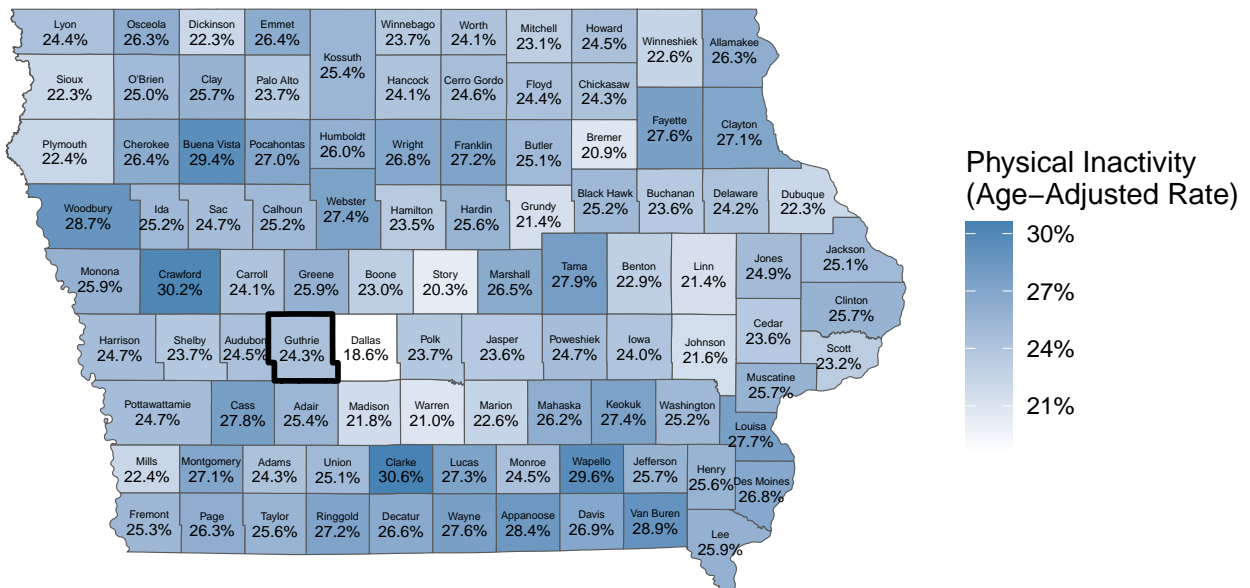 Lyon
24.4%
Osceola
26.3%
Dickinson
22.3%
Emmet
26.4%
Kossuth
25.4%
Winnebago
23.7%
Worth
24.1%
Mitchell
23.1%
Howard
24.5%
Winneshiek
22.6%
Allamakee
26.3%
Sioux
22.3%
O'Brien
25.0%
Clay
25.7%
Palo Alto
23.7%
Hancock
24.1%
Cerro Gordo
24.6%
Floyd
24.4%
Chickasaw
24.3%
Fayette
27.6%
Clayton
27.1%
Plymouth
22.4%
Cherokee
26.4%
Buena Vista
29.4%
Pocahontas
27.0%
Humboldt
26.0%
Wright
26.8%
Franklin
27.2%
Butler
25.1%
Bremer
20.9%
Woodbury
28.7%
Ida
25.2%
Sac
24.7%
Calhoun
25.2%
Webster
27.4%
Hamilton
23.5%
Hardin
25.6%
Grundy
21.4%
Black Hawk
25.2%
Buchanan
23.6%
Delaware
24.2%
Dubuque
22.3%
Monona
25.9%
Crawford
30.2%
Carroll
24.1%
Greene
25.9%
Boone
23.0%
Story
20.3%
Marshall
26.5%
Tama
27.9%
Benton
22.9%
Linn
21.4%
Jones
24.9%
Jackson
25.1%
Clinton
25.7%
Harrison
24.7%
Shelby
23.7%
Audubon
24.5%
Guthrie
24.3%
Dallas
18.6%
Polk
23.7%
Jasper
23.6%
Poweshiek
24.7%
Iowa
24.0%
Johnson
21.6%
Cedar
23.6%
Scott
23.2%
Muscatine
25.7%
Pottawattamie
24.7%
Cass
27.8%
Adair
25.4%
Madison
21.8%
Warren
21.0%
Marion
22.6%
Mahaska
26.2%
Keokuk
27.4%
Washington
25.2%
Louisa
27.7%
Mills
22.4%
Montgomery
27.1%
Adams
24.3%
Union
25.1%
Clarke
30.6%
Lucas
27.3%
Monroe
24.5%
Wapello
29.6%
Jefferson
25.7%
Henry
25.6%
Des Moines
26.8%
Fremont
25.3%
Page
26.3%
Taylor
25.6%
Ringgold
27.2%
Decatur
26.6%
Wayne
27.6%
Appanoose
28.4%
Davis
26.9%
Van Buren
28.9%
Lee
25.9%
Physical Inactivity
(Age−Adjusted Rate)
30%
27%
24%
21%